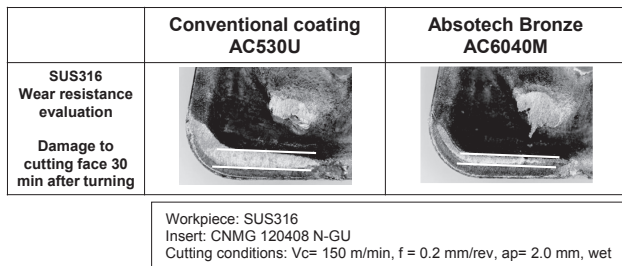 Conventional coating
AC530U
Absotech Bronze
AC6040M
SUS316
Wear resistance
evaluation
Damage to
cutting face 30
min after turning
Workpiece: SUS316
Insert: CNMG 120408 N-GU
Cutting conditions: Vc= 150 m/min, f = 0.2 mm/rev, ap= 2.0 mm, wet